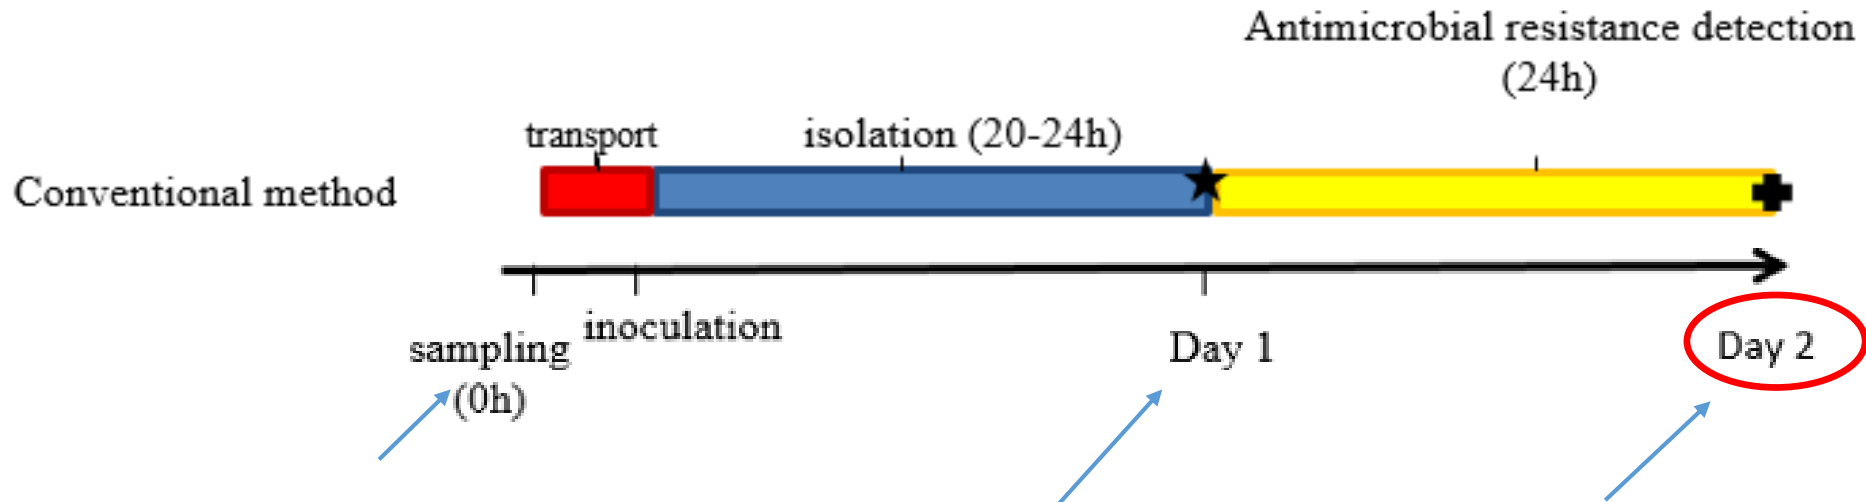 Antimicrobial resistance detection
(24h)
transport
isolation (20-24h)
Conventional method
inoculation
sampling
(0h)
Day 1
Day 2